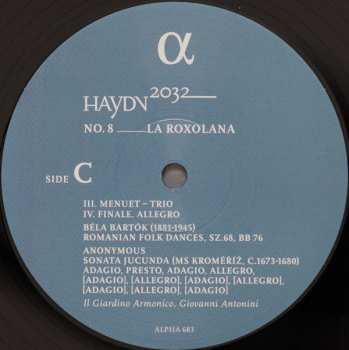 α
HAYDN2032
NO. 8 LA ROXOLANA
SIDE C
III. MENUET – TRIO
IV. FINALE. ALLEGRO
BÉLA BARTÓK (1881-1945)
ROMANIAN FOLK DANCES, SZ.68, BB 76
ANONYMOUS
SONATA JUCUNDA (MS KROMĚŘÍŽ, C.1673-1680)
ADAGIO, PRESTO, ADAGIO, ALLEGRO,
[ADAGIO], [ALLEGRO], [ADAGIO], [ALLEGRO],
[ADAGIO], [ALLEGRO], [ADAGIO]
Il Giardino Armonico, Giovanni Antonini
ALPHA 683